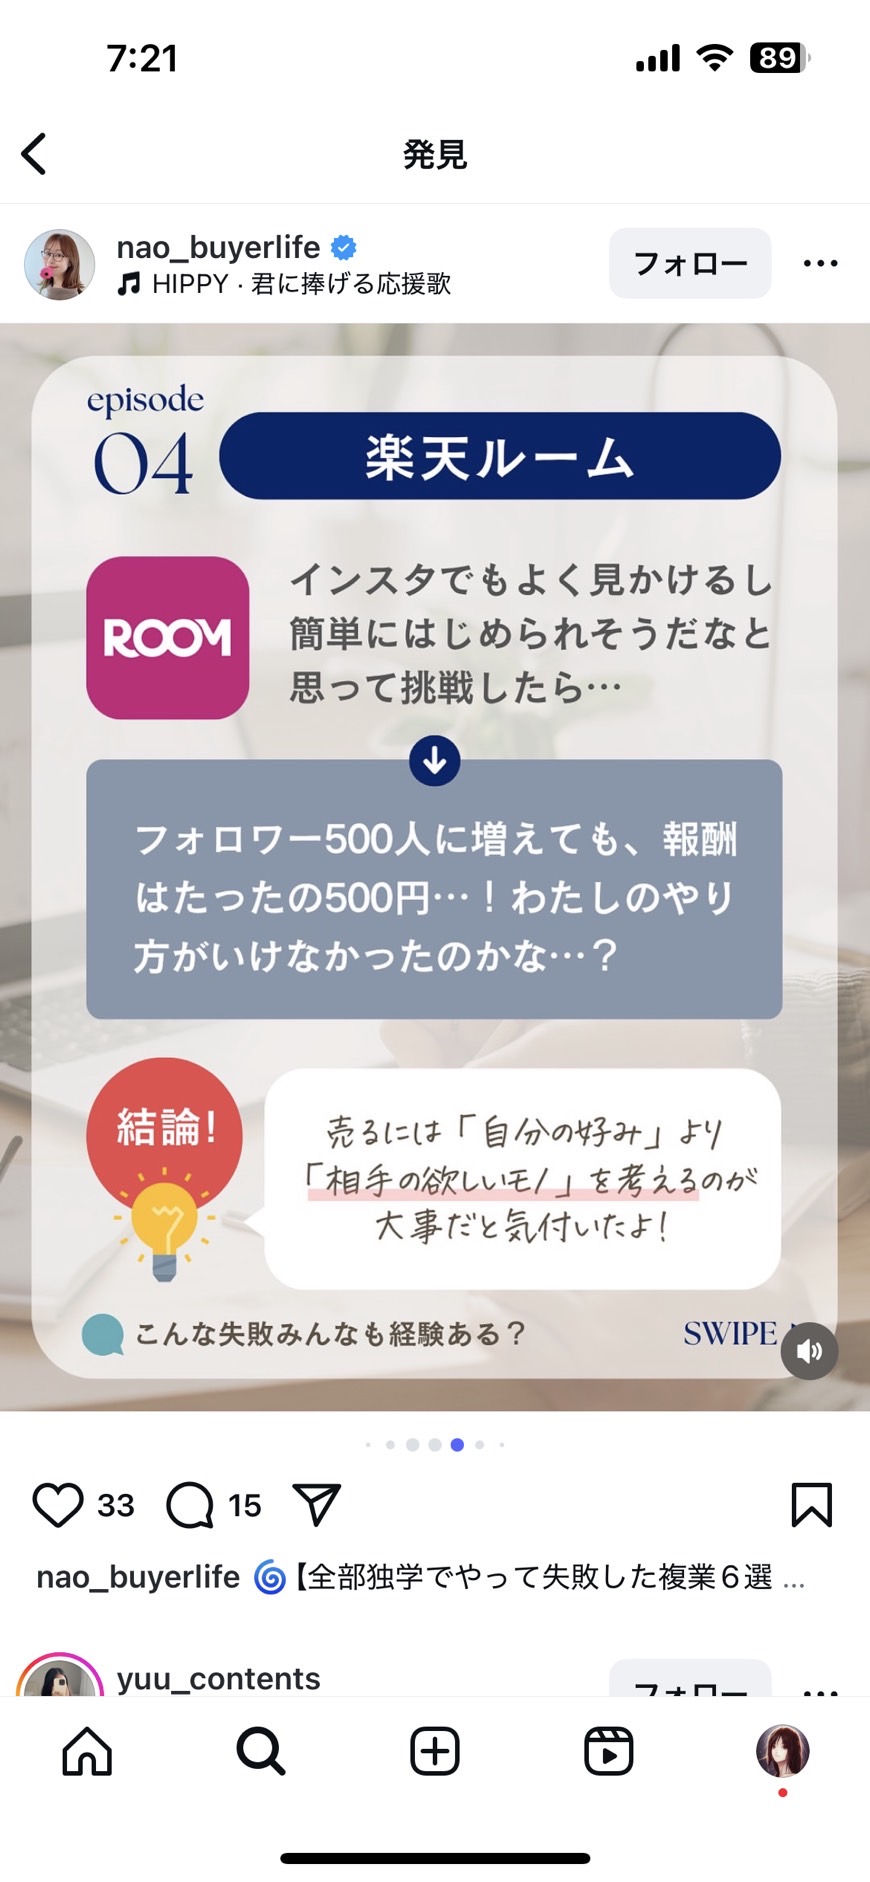 7:21
89
発見
nao_buyerlife
HIPPY · 君に捧げる応援歌
フォロー
episode
04
楽天ルーム
ROOM
インスタでもよく見かけるし
簡単にはじめられそうだなと
思って挑戦したら…
フォロワー500人に増えても、報酬
はたったの500円…！わたしのやり
方がいけなかったのかな…？
結論!
売るには「自分の好み」より
「相手の欲しいモノ」を考えるのが
大事だと気付いたよ!
こんな失敗みんなも経験ある？
SWIPE
33
15
nao_buyerlife 🌀【全部独学でやって失敗した複業６選 ...
yuu_contents
フォロー